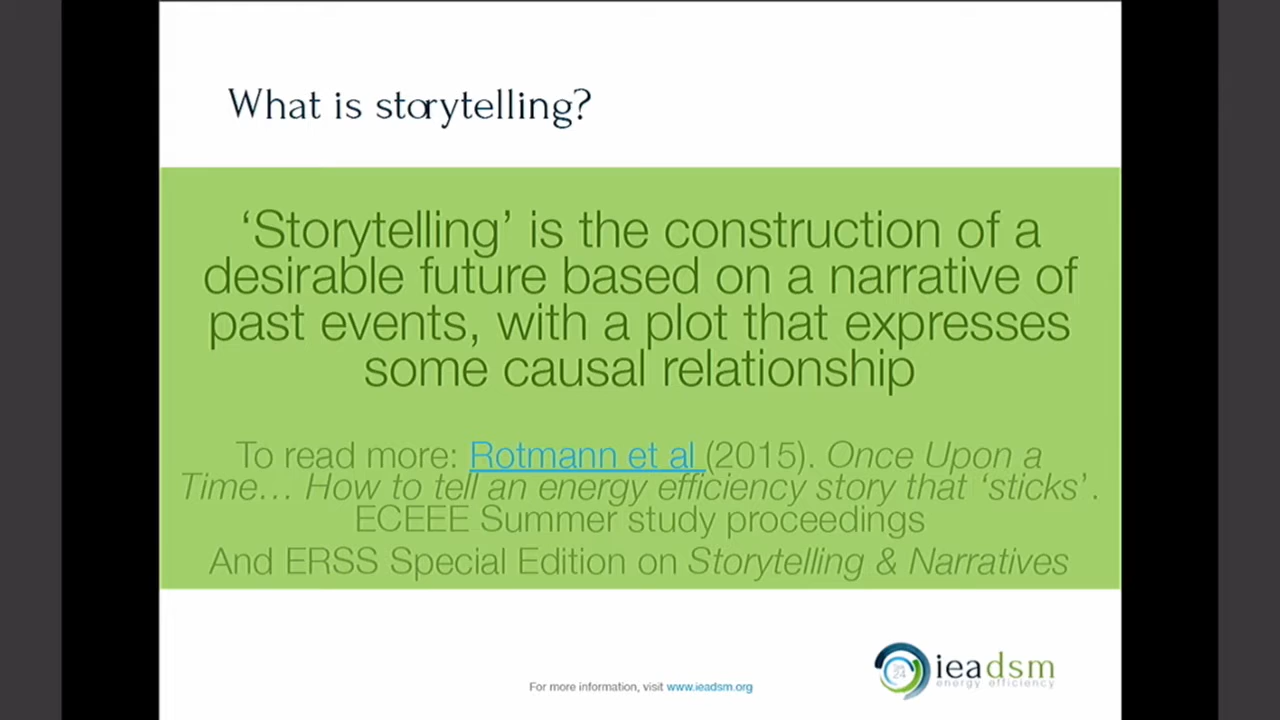 What is storytelling?
‘Storytelling’ is the construction of a
desirable future based on a narrative of
past events, with a plot that expresses
some causal relationship
To read more: Rotmann et al (2015). Once Upon a
Time… How to tell an energy efficiency story that ‘sticks’.
ECEEE Summer study proceedings
And ERSS Special Edition on Storytelling & Narratives
For more information, visit www.ieadsm.org
24
ieadsm
energy efficiency